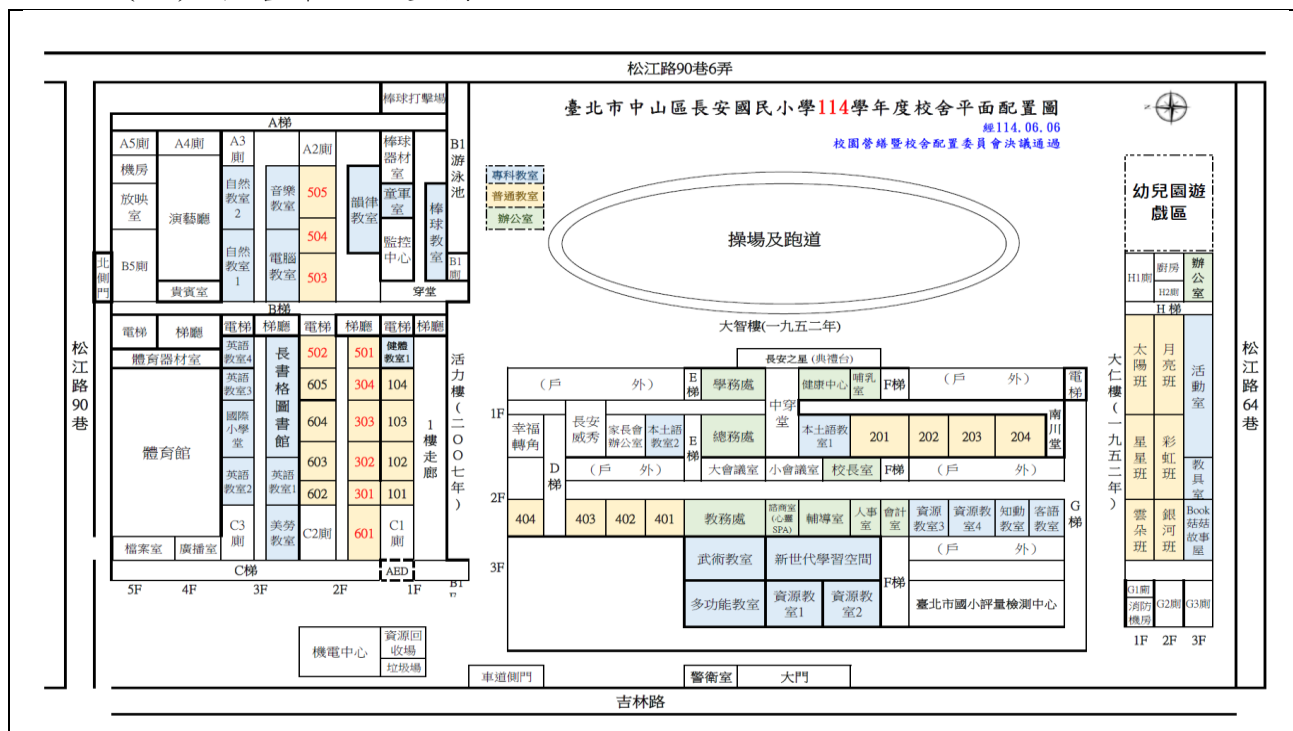 松江路90巷6弄
臺北市中山區長安國民小學114學年度校舍平面配置圖
經114.06.06
校園營繕暨校舍配置委員會決議通過
專科教室
普通教室
辦公室
操場及跑道
松江路90巷
北側門
棒球打擊場
A梯
A5廁
A4廁
A3廁
A2廁
棒球器材室
B1游泳池
機房
放映室
演藝廳
自然教室2
音樂教室
505
韻律教室
童軍室
棒球教室
504
監控中心
B5廁
自然教室1
電腦教室
503
B1廁
貴賓室
穿堂
B梯
電梯
梯廳
電梯
梯廳
電梯
梯廳
電梯
梯廳
體育器材室
英語教室4
長書格圖書館
502
501
健體教室1
活力樓(二００七年)
體育館
英語教室3
605
304
104
1樓走廊
國際小學堂
604
303
103
英語教室2
英語教室1
603
302
102
602
301
101
C3廁
美勞教室
C2廁
601
C1廁
檔案室
廣播室
C梯
AED
5F
4F
3F
2F
1F
機電中心
資源回收場
垃圾場
大智樓(一九五二年)
長安之星 (典禮台)
(戶 外)
E梯
學務處
中穿堂
健康中心
哺乳室
F梯
(戶 外)
電梯
1F
幸福轉角
長安威秀
家長會辦公室
本土語教室2
E梯
總務處
本土語教室1
201
202
203
204
南川堂
D梯
(戶 外)
大會議室
小會議室
校長室
F梯
(戶 外)
2F
404
403
402
401
教務處
諮商室(心靈SPA)
輔導室
人事室
會計室
資源教室3
資源教室4
知動教室
客語教室
G梯
3F
武術教室
新世代學習空間
F梯
(戶 外)
多功能教室
資源教室1
資源教室2
臺北市國小評量檢測中心
幼兒園遊戲區
H1廁
廚房
辦公室
H2廁
H梯
大仁樓(一九五二年)
太陽班
月亮班
活動室
星星班
彩虹班
教具室
雲朵班
銀河班
Book菇菇故事屋
G1廁
消防機房
G2廁
G3廁
1F
2F
3F
松江路64巷
車道側門
警衛室
大門
吉林路